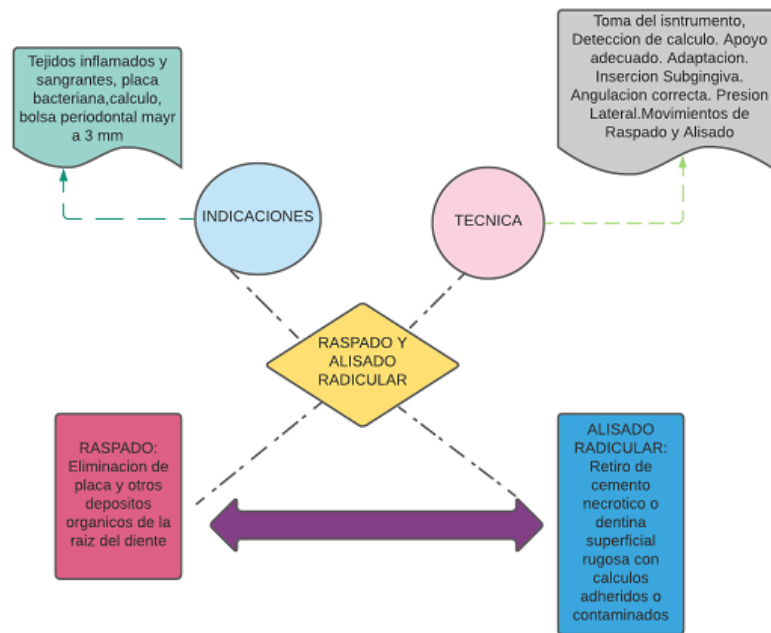 Tejidos inflamados y
sangrantes, placa
bacteriana,calculo,
bolsa periodontal mayr
a 3 mm
Toma del isntrumento,
Deteccion de calculo. Apoyo
adecuado. Adaptacion.
Insercion Subgingiva.
Angulacion correcta. Presion
Lateral.Movimientos de
Raspado y Alisado
INDICACIONES
TECNICA
RASPADO Y
ALISADO
RADICULAR
RASPADO:
Eliminacion de
placa y otros
depositos
organicos de la
raiz del diente
ALISADO
RADICULAR:
Retiro de
cemento
necrotico o
dentina
superficial
rugosa con
calculos
adheridos o
contaminados